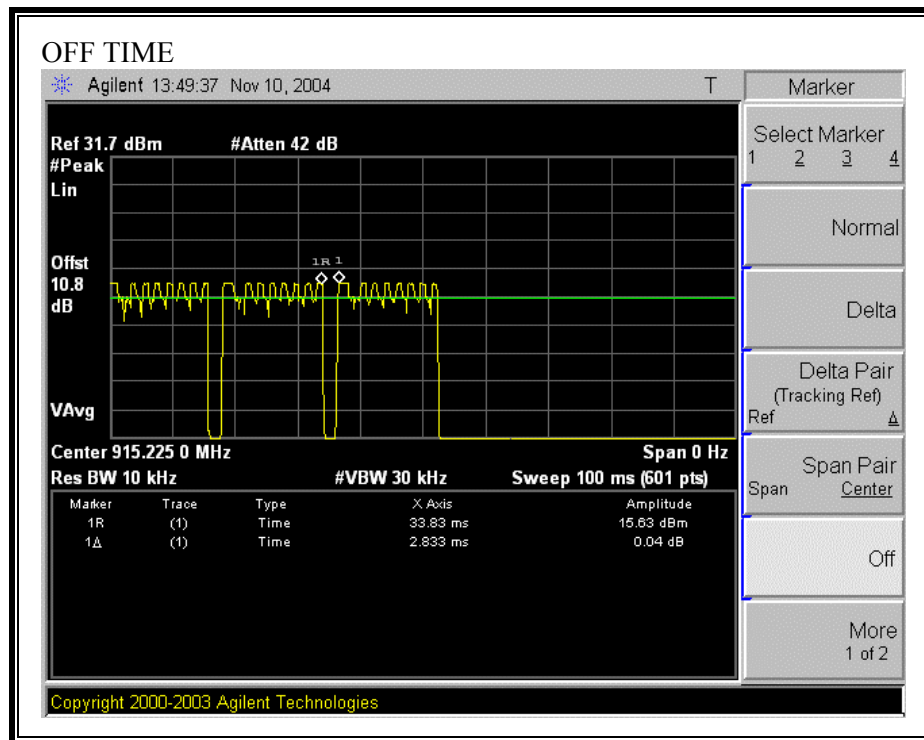 OFF TIME
Agilent 13:49:37 Nov 10, 2004 T
Ref 31.7 dBm #Atten 42 dB
#Peak
Lin
Offst
10.8
dB
VAvg
1R 1
Center 915.225 0 MHz Span 0 Hz
Res BW 10 kHz #VBW 30 kHz Sweep 100 ms (601 pts)
Marker Trace Type X Axis Amplitude
1R (1) Time 33.83 ms 15.63 dBm
1Δ (1) Time 2.833 ms 0.04 dB
Copyright 2000-2003 Agilent Technologies
Marker
Select Marker
1 2 3 4
Normal
Delta
Delta Pair
(Tracking Ref)
Ref Δ
Span Pair
Span Center
Off
More
1 of 2